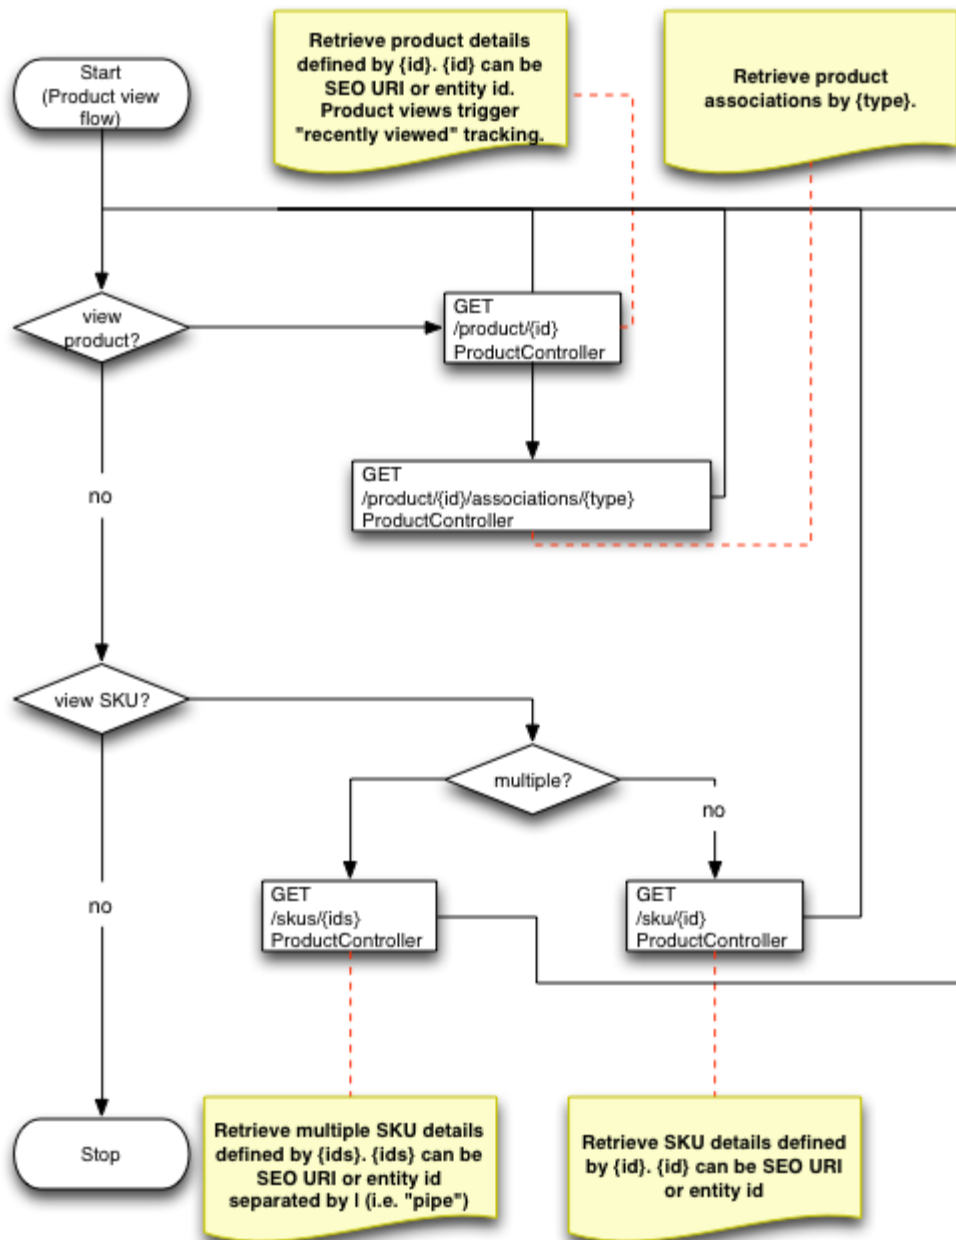 Start
(Product view
flow)
Retrieve product details
defined by {id}. {id} can be
SEO URI or entity id.
Product views trigger
"recently viewed" tracking.
Retrieve product
associations by {type}.
view
product?
GET
/product/{id}
ProductController
GET
/product/{id}/associations/{type}
ProductController
no
view SKU?
multiple?
no
GET
/skus/{ids}
ProductController
GET
/sku/{id}
ProductController
no
Stop
Retrieve multiple SKU details
defined by {ids}. {ids} can be
SEO URI or entity id
separated by | (i.e. "pipe")
Retrieve SKU details defined
by {id}. {id} can be SEO URI
or entity id